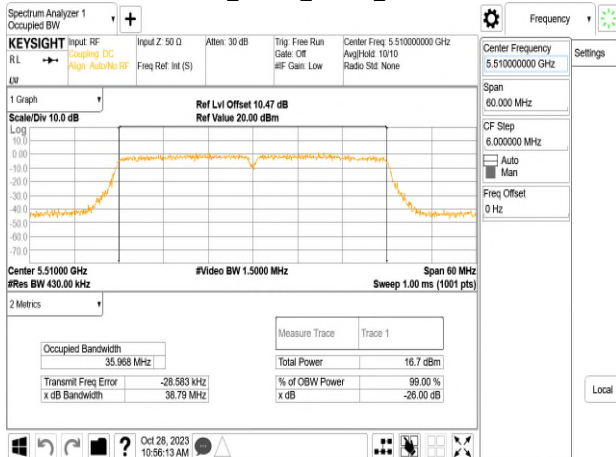 Spectrum Analyzer 1
Occupied BW
Frequency
KEYSIGHT
Input: RF
Coupling: DC
Align: Auto/No RF
Input Z: 50 Ω
Freq Ref: Int (S)
Atten: 30 dB
Trig: Free Run
Gate: Off
#IF Gain: Low
Center Freq: 5.510000000 GHz
Avg|Hold: 10/10
Radio Std: None
RL
LXI
Center Frequency
5.510000000 GHz
Settings
Span
60.000 MHz
CF Step
6.000000 MHz
Auto
Man
Freq Offset
0 Hz
Local
1 Graph
Scale/Div 10.0 dB
Ref Lvl Offset 10.47 dB
Ref Value 20.00 dBm
Log
10.0
0.00
-10.0
-20.0
-30.0
-40.0
-50.0
-60.0
-70.0
Center 5.51000 GHz
#Video BW 1.5000 MHz
Span 60 MHz
#Res BW 430.00 kHz
Sweep 1.00 ms (1001 pts)
2 Metrics
Measure Trace Trace 1
Occupied Bandwidth
35.968 MHz
Total Power 16.7 dBm
Transmit Freq Error -28.583 kHz
% of OBW Power 99.00 %
x dB Bandwidth 38.79 MHz
x dB -26.00 dB
Oct 28, 2023
10:56:13 AM